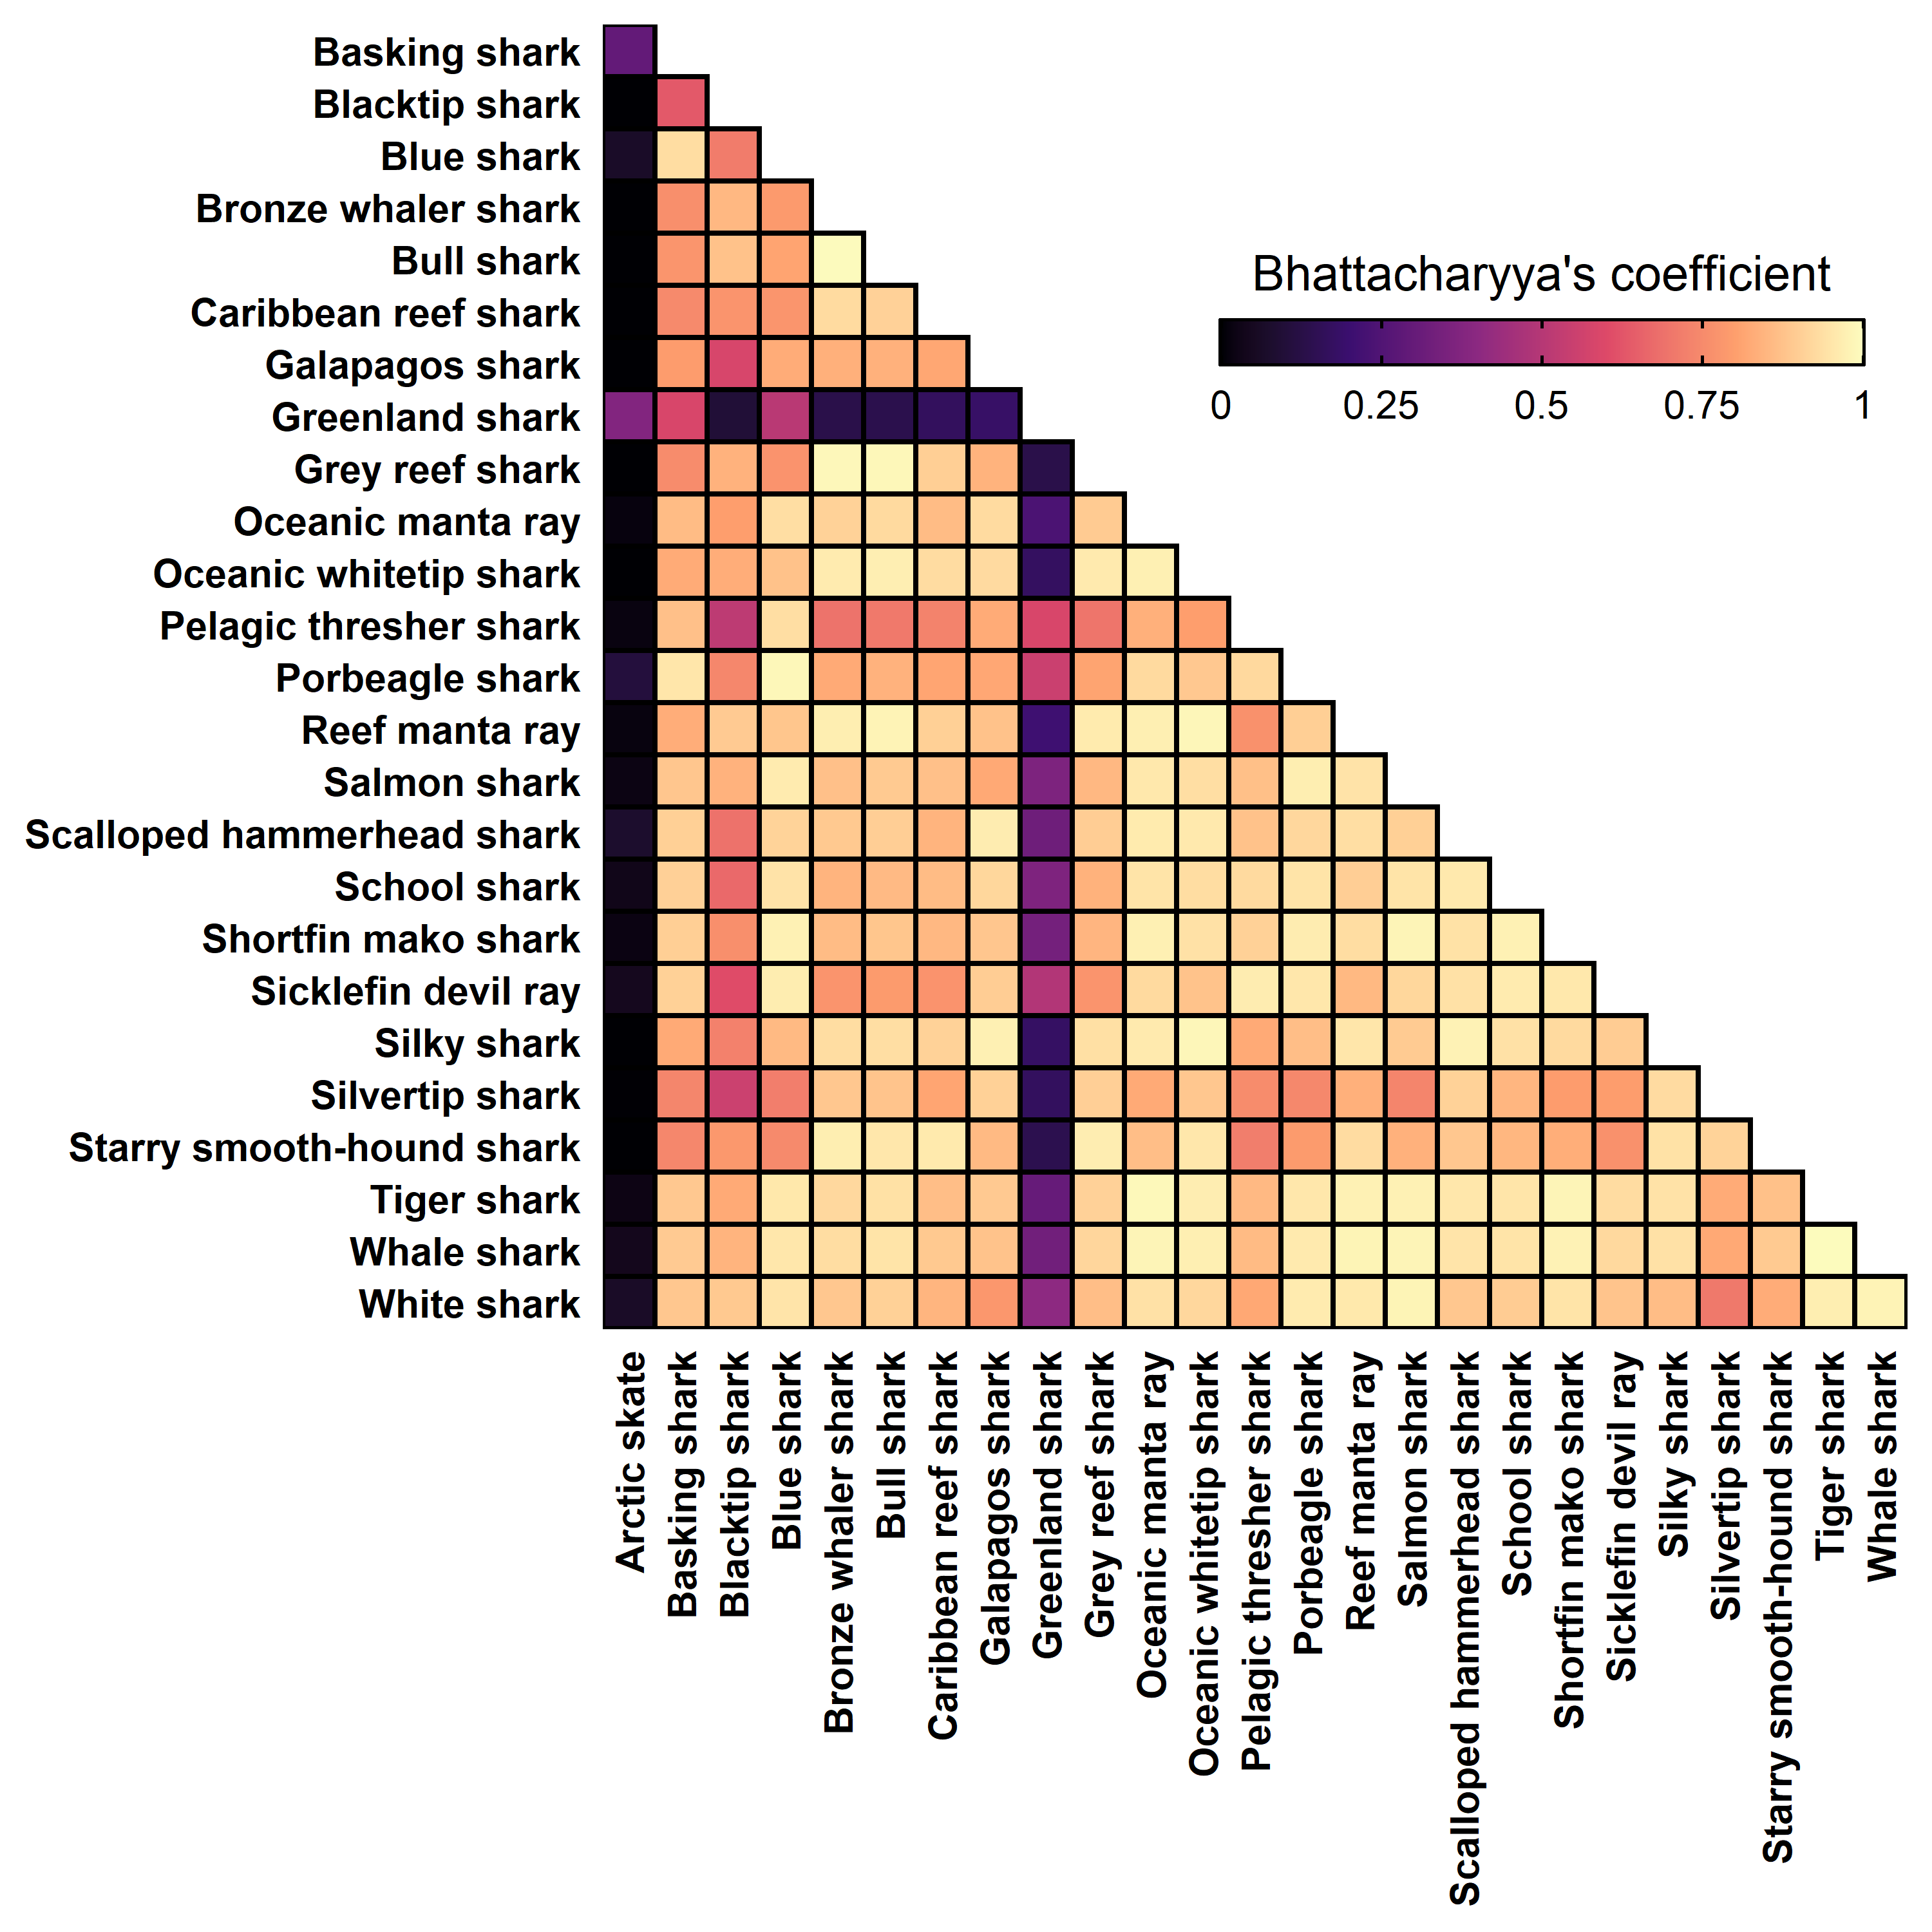 Basking shark
Blacktip shark
Blue shark
Bronze whaler shark
Bull shark
Caribbean reef shark
Galapagos shark
Greenland shark
Grey reef shark
Oceanic manta ray
Oceanic whitetip shark
Pelagic thresher shark
Porbeagle shark
Reef manta ray
Salmon shark
Scalloped hammerhead shark
School shark
Shortfin mako shark
Sicklefin devil ray
Silky shark
Silvertip shark
Starry smooth-hound shark
Tiger shark
Whale shark
White shark
Bhattacharyya's coefficient
0 0.25 0.5 0.75 1
Arctic skate
Basking shark
Blacktip shark
Blue shark
Bronze whaler shark
Bull shark
Caribbean reef shark
Galapagos shark
Greenland shark
Grey reef shark
Oceanic manta ray
Oceanic whitetip shark
Pelagic thresher shark
Porbeagle shark
Reef manta ray
Salmon shark
Scalloped hammerhead shark
School shark
Shortfin mako shark
Sicklefin devil ray
Silky shark
Silvertip shark
Starry smooth-hound shark
Tiger shark
Whale shark